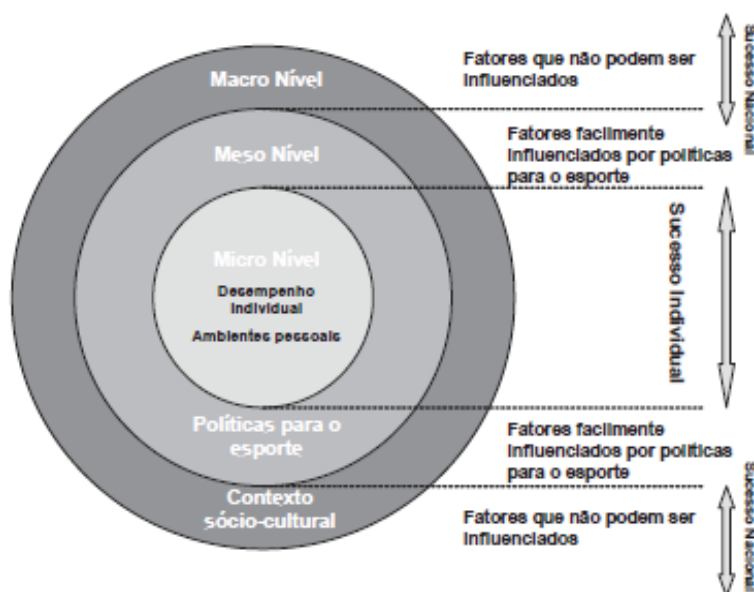 Macro Nível
Fatores que não podem ser
Influenciados
Sucesso Nacional
Meso Nível
Fatores facilmente
Influenciados por políticas
para o esporte
Micro Nível
Desempenho
Individual
Ambientes pessoais
Sucesso Individual
Políticas para o
esporte
Fatores facilmente
Influenciados por políticas
para o esporte
Contexto
sócio-cultural
Fatores que não podem ser
Influenciados
Sucesso Nacional